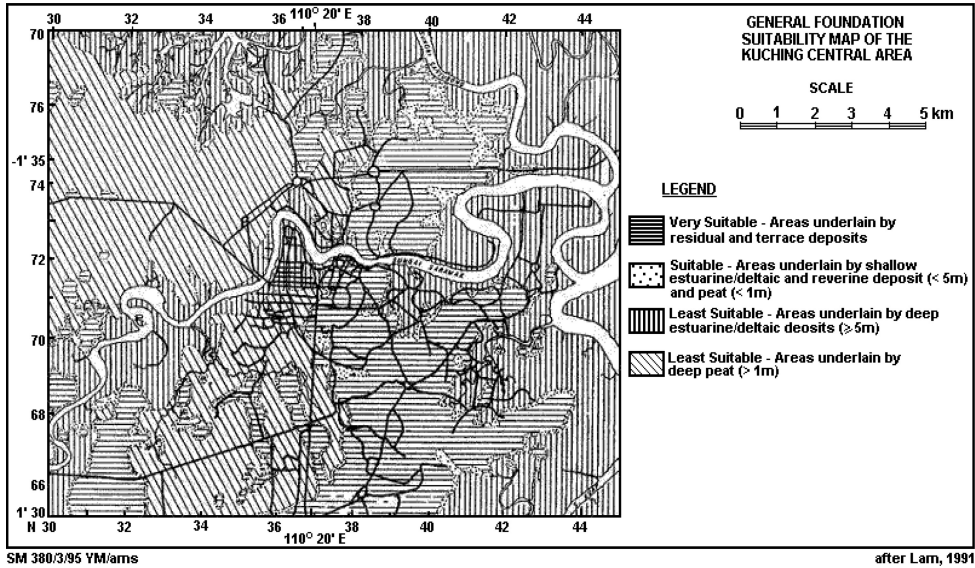 30 32 34 36 110° 20' E 38 40 42 44
70
76
-1' 35
74
72
70
68
66
1' 30
N 30 32 34 36 38 40 42 44
110° 20' E
SUNGAI SARAWAK
GENERAL FOUNDATION
SUITABILITY MAP OF THE
KUCHING CENTRAL AREA
SCALE
0 1 2 3 4 5 km
LEGEND
Very Suitable - Areas underlain by
residual and terrace deposits
Suitable - Areas underlain by shallow
estuarine/deltaic and reverine deposit (< 5m)
and peat (< 1m)
Least Suitable - Areas underlain by deep
estuarine/deltaic deosits (≥5m)
Least Suitable - Areas underlain by
deep peat (> 1m)
SM 380/3/95 YM/ams
after Lam, 1991